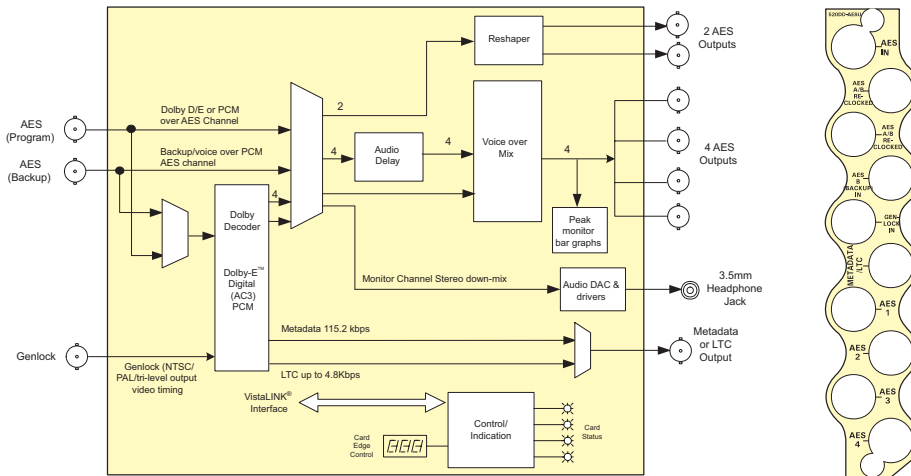 Reshaper
2 AES
Outputs
AES
(Program)
Dolby D/E or PCM
over AES Channel
2
AES
(Backup)
Backup/voice over PCM
AES channel
4
Audio
Delay
4
Voice over
Mix
4
4 AES
Outputs
4
Dolby
Decoder
Dolby-E™
Digital
(AC3)
PCM
Peak
monitor
bar graphs
Monitor Channel Stereo down-mix
Audio DAC &
drivers
3.5mm
Headphone
Jack
Metadata 115.2 kbps
Metadata
or LTC
Output
Genlock
Genlock (NTSC/
PAL/tri-level output
video timing
LTC up to 4.8Kbps
VistaLINK®
Interface
Control/
Indication
Card
Edge
Control
Card
Status
520DD-AESU
AES
IN
AES
A/B
RE-
CLOCKED
AES
A/B
RE-
CLOCKED
AES
B
(BACKUP)
IN
GEN-
LOCK
IN
METADATA
/LTC
AES
1
AES
2
AES
3
AES
4